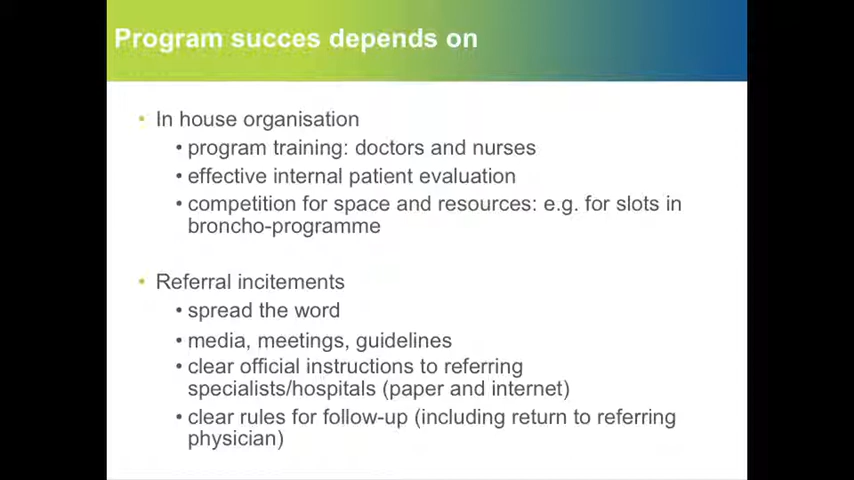 Program succes depends on
• In house organisation
• program training: doctors and nurses
• effective internal patient evaluation
• competition for space and resources: e.g. for slots in
broncho-programme
• Referral incitements
• spread the word
• media, meetings, guidelines
• clear official instructions to referring
specialists/hospitals (paper and internet)
• clear rules for follow-up (including return to referring
physician)